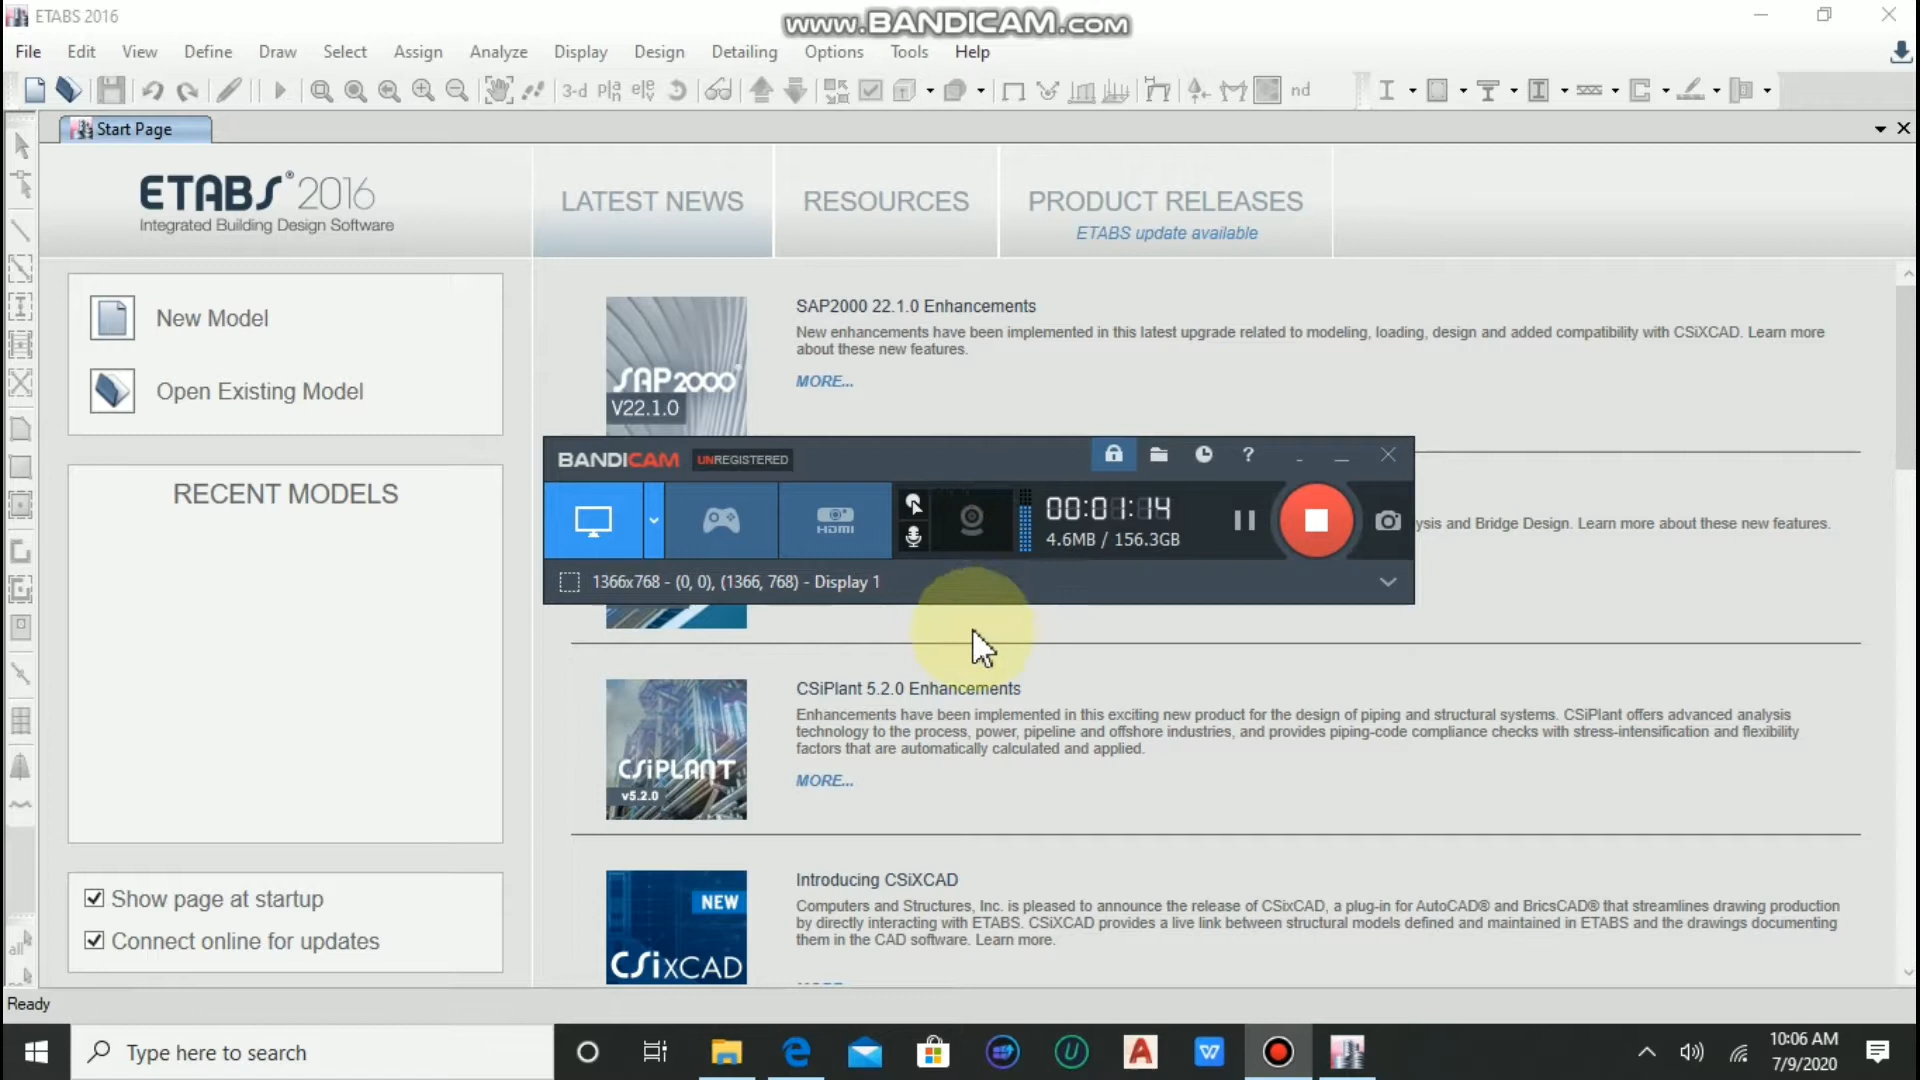 ETABS 2016
www.BANDICAM.com
File Edit View Define Draw Select Assign Analyze Display Design Detailing Options Tools Help
3-d Pla elev nd
Start Page
ETABS® 2016
Integrated Building Design Software
LATEST NEWS
RESOURCES
PRODUCT RELEASES
ETABS update available
New Model
Open Existing Model
RECENT MODELS
Show page at startup
Connect online for updates
SAP2000
V22.1.0
SAP2000 22.1.0 Enhancements
New enhancements have been implemented in this latest upgrade related to modeling, loading, design and added compatibility with CSiXCAD. Learn more
about these new features.
MORE...
BANDICAM UNREGISTERED
?
HDMI
00:01:14
4.6MB / 156.3GB
1366x768 - (0, 0), (1366, 768) - Display 1
and Bridge Design. Learn more about these new features.
CSiPLANT
v5.2.0
CSiPlant 5.2.0 Enhancements
Enhancements have been implemented in this exciting new product for the design of piping and structural systems. CSiPlant offers advanced analysis
technology to the process, power, pipeline and offshore industries, and provides piping-code compliance checks with stress-intensification and flexibility
factors that are automatically calculated and applied.
MORE...
NEW
CSiXCAD
Introducing CSiXCAD
Computers and Structures, Inc. is pleased to announce the release of CSixCAD, a plug-in for AutoCAD® and BricsCAD® that streamlines drawing production
by directly interacting with ETABS. CSiXCAD provides a live link between structural models defined and maintained in ETABS and the drawings documenting
them in the CAD software. Learn more.
all
Ready
Type here to search
10:06 AM
7/9/2020